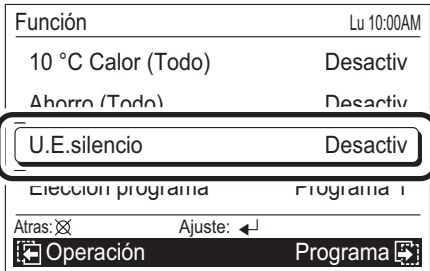 Función Lu 10:00AM
10 °C Calor (Todo) Desactiv
Ahorro (Todo) Desactiv
U.E.silencio Desactiv
Elección programa Programa 1
Atras: Ajuste:
Operación Programa